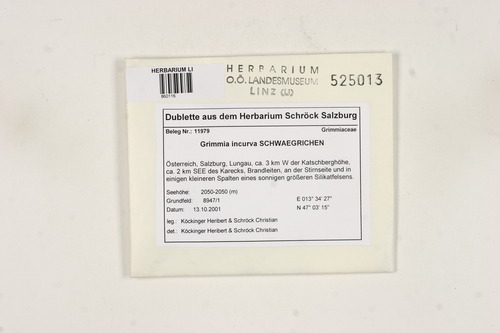 HERBARIUM LI
860116
HERBARIUM
O.Ö. LANDESMUSEUM
LINZ (LI)
525013
Dublette aus dem Herbarium Schröck Salzburg
Beleg Nr.: 11979 Grimmiaceae
Grimmia incurva SCHWAEGRICHEN
Österreich, Salzburg, Lungau, ca. 3 km W der Katschberghöhe,
ca. 2 km SEE des Karecks, Brandleiten, an der Stirnseite und in
einigen kleineren Spalten eines sonnigen größeren Silikatfelsens.
Seehöhe: 2050-2050 (m)
Grundfeld: 8947/1 E 013° 34' 27"
Datum: 13.10.2001 N 47° 03' 15"
leg.: Köckinger Heribert & Schröck Christian
det.: Köckinger Heribert & Schröck Christian